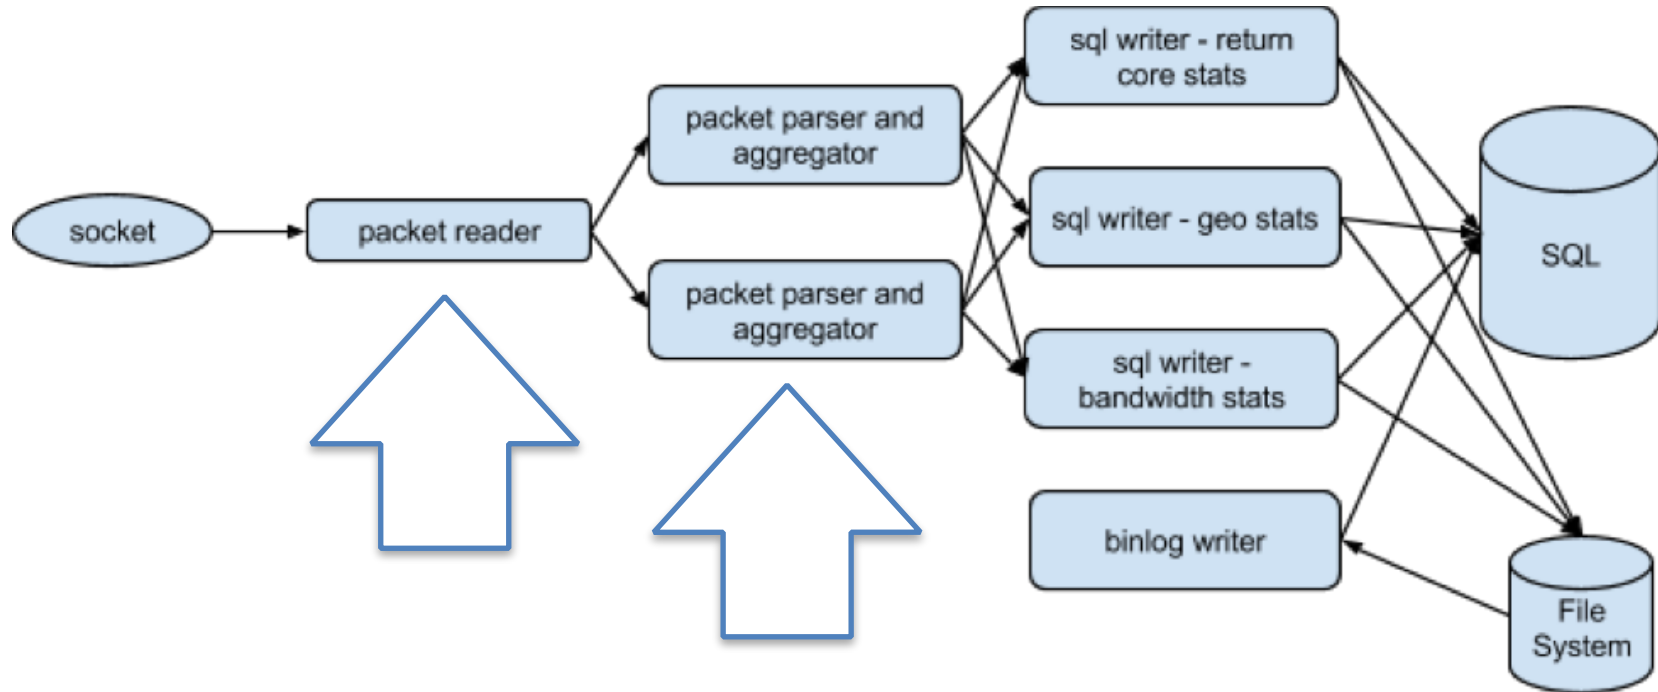 socket
packet reader
packet parser and
aggregator
packet parser and
aggregator
sql writer - return
core stats
sql writer - geo stats
sql writer -
bandwidth stats
binlog writer
SQL
File
System